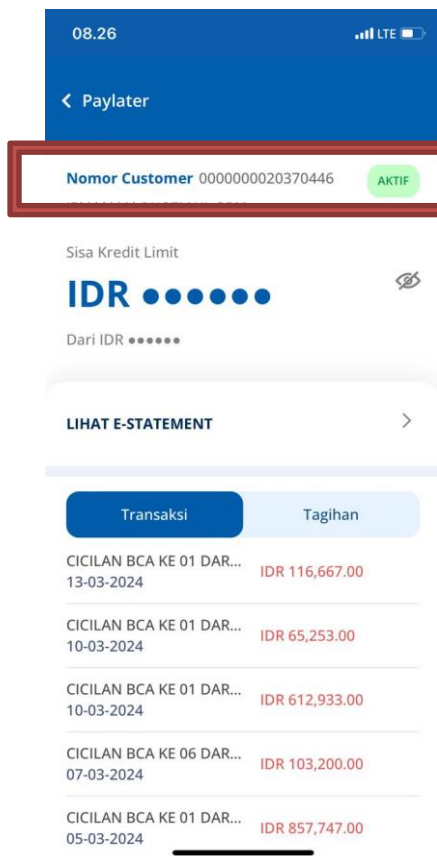 08.26 LTE
Paylater
Nomor Customer 0000000020370446 AKTIF
Sisa Kredit Limit
IDR ●●●●●●
Dari IDR ●●●●●●
LIHAT E-STATEMENT
Transaksi Tagihan
CICILAN BCA KE 01 DAR... IDR 116,667.00
13-03-2024
CICILAN BCA KE 01 DAR... IDR 65,253.00
10-03-2024
CICILAN BCA KE 01 DAR... IDR 612,933.00
10-03-2024
CICILAN BCA KE 06 DAR... IDR 103,200.00
07-03-2024
CICILAN BCA KE 01 DAR... IDR 857,747.00
05-03-2024